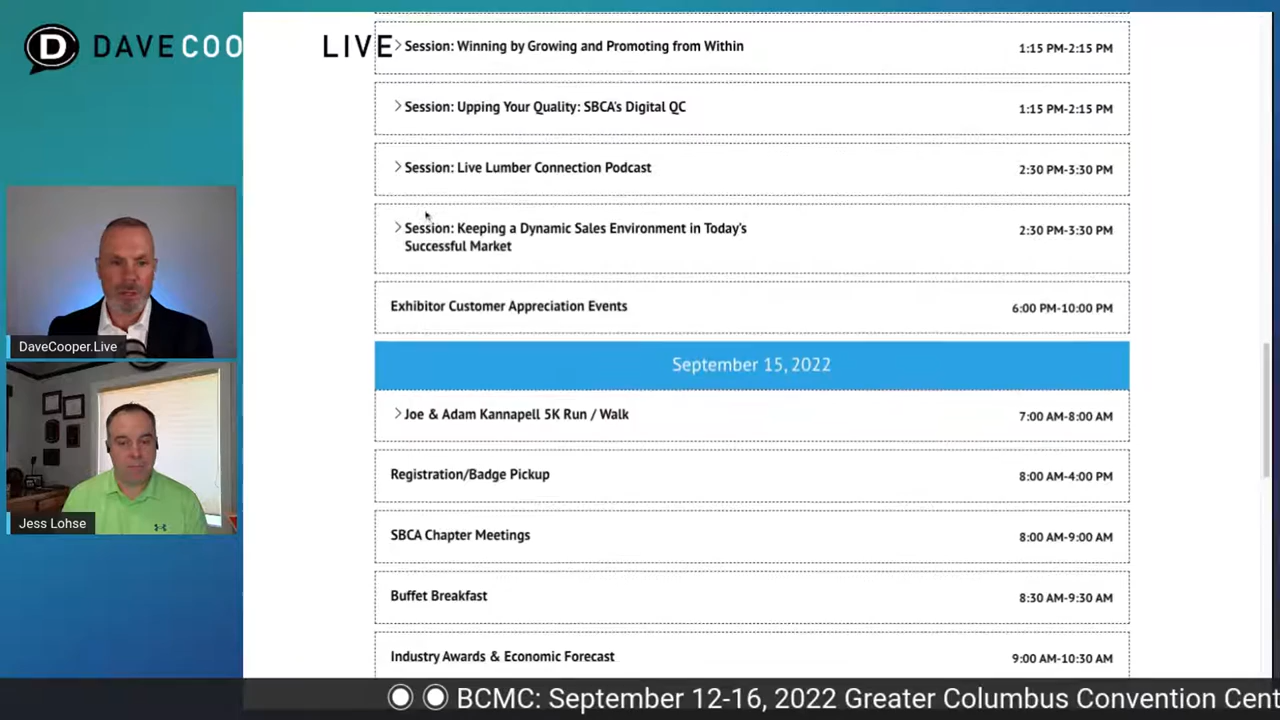 D DAVE COO LIVE
Session: Winning by Growing and Promoting from Within 1:15 PM-2:15 PM
Session: Upping Your Quality: SBCA's Digital QC 1:15 PM-2:15 PM
Session: Live Lumber Connection Podcast 2:30 PM-3:30 PM
Session: Keeping a Dynamic Sales Environment in Today's 2:30 PM-3:30 PM
Successful Market
Exhibitor Customer Appreciation Events 6:00 PM-10:00 PM
September 15, 2022
Joe & Adam Kannapell 5K Run / Walk 7:00 AM-8:00 AM
Registration/Badge Pickup 8:00 AM-4:00 PM
SBCA Chapter Meetings 8:00 AM-9:00 AM
Buffet Breakfast 8:30 AM-9:30 AM
Industry Awards & Economic Forecast 9:00 AM-10:30 AM
DaveCooper.Live
Jess Lohse
BCMC: September 12-16, 2022 Greater Columbus Convention Cent